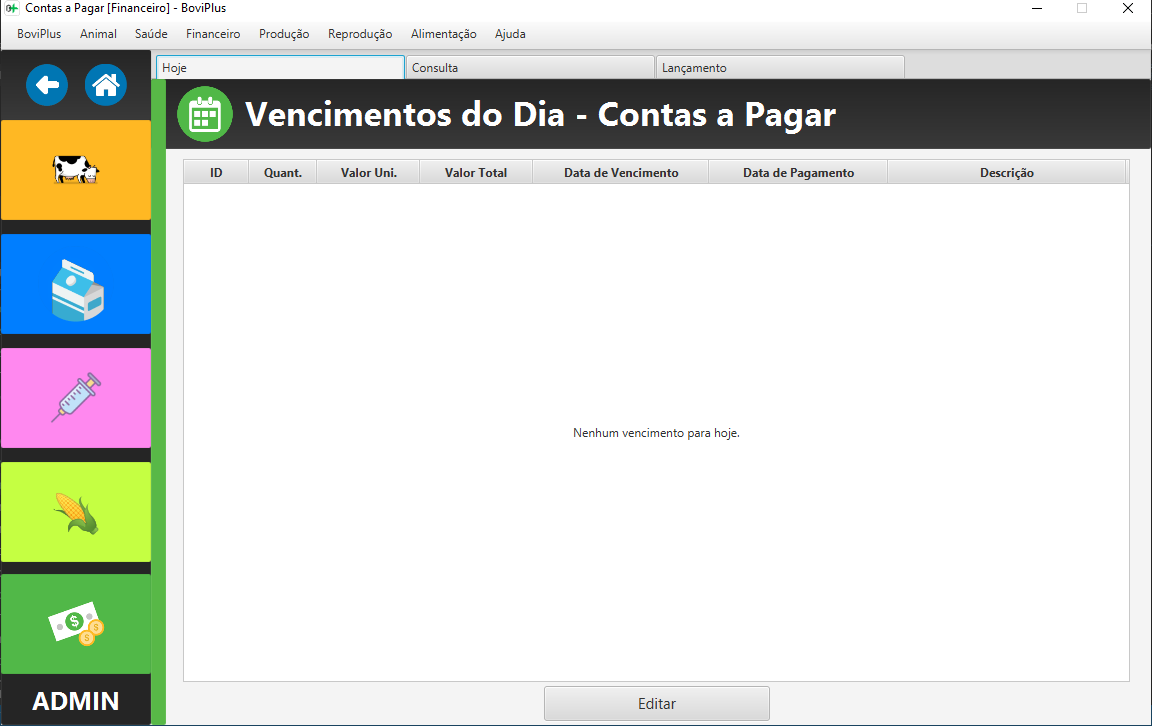 Contas a Pagar [Financeiro] - BoviPlus
BoviPlus Animal Saúde Financeiro Produção Reprodução Alimentação Ajuda
Hoje Consulta Lançamento
Vencimentos do Dia - Contas a Pagar
ID Quant. Valor Uni. Valor Total Data de Vencimento Data de Pagamento Descrição
Nenhum vencimento para hoje.
$
$
$
ADMIN
Editar